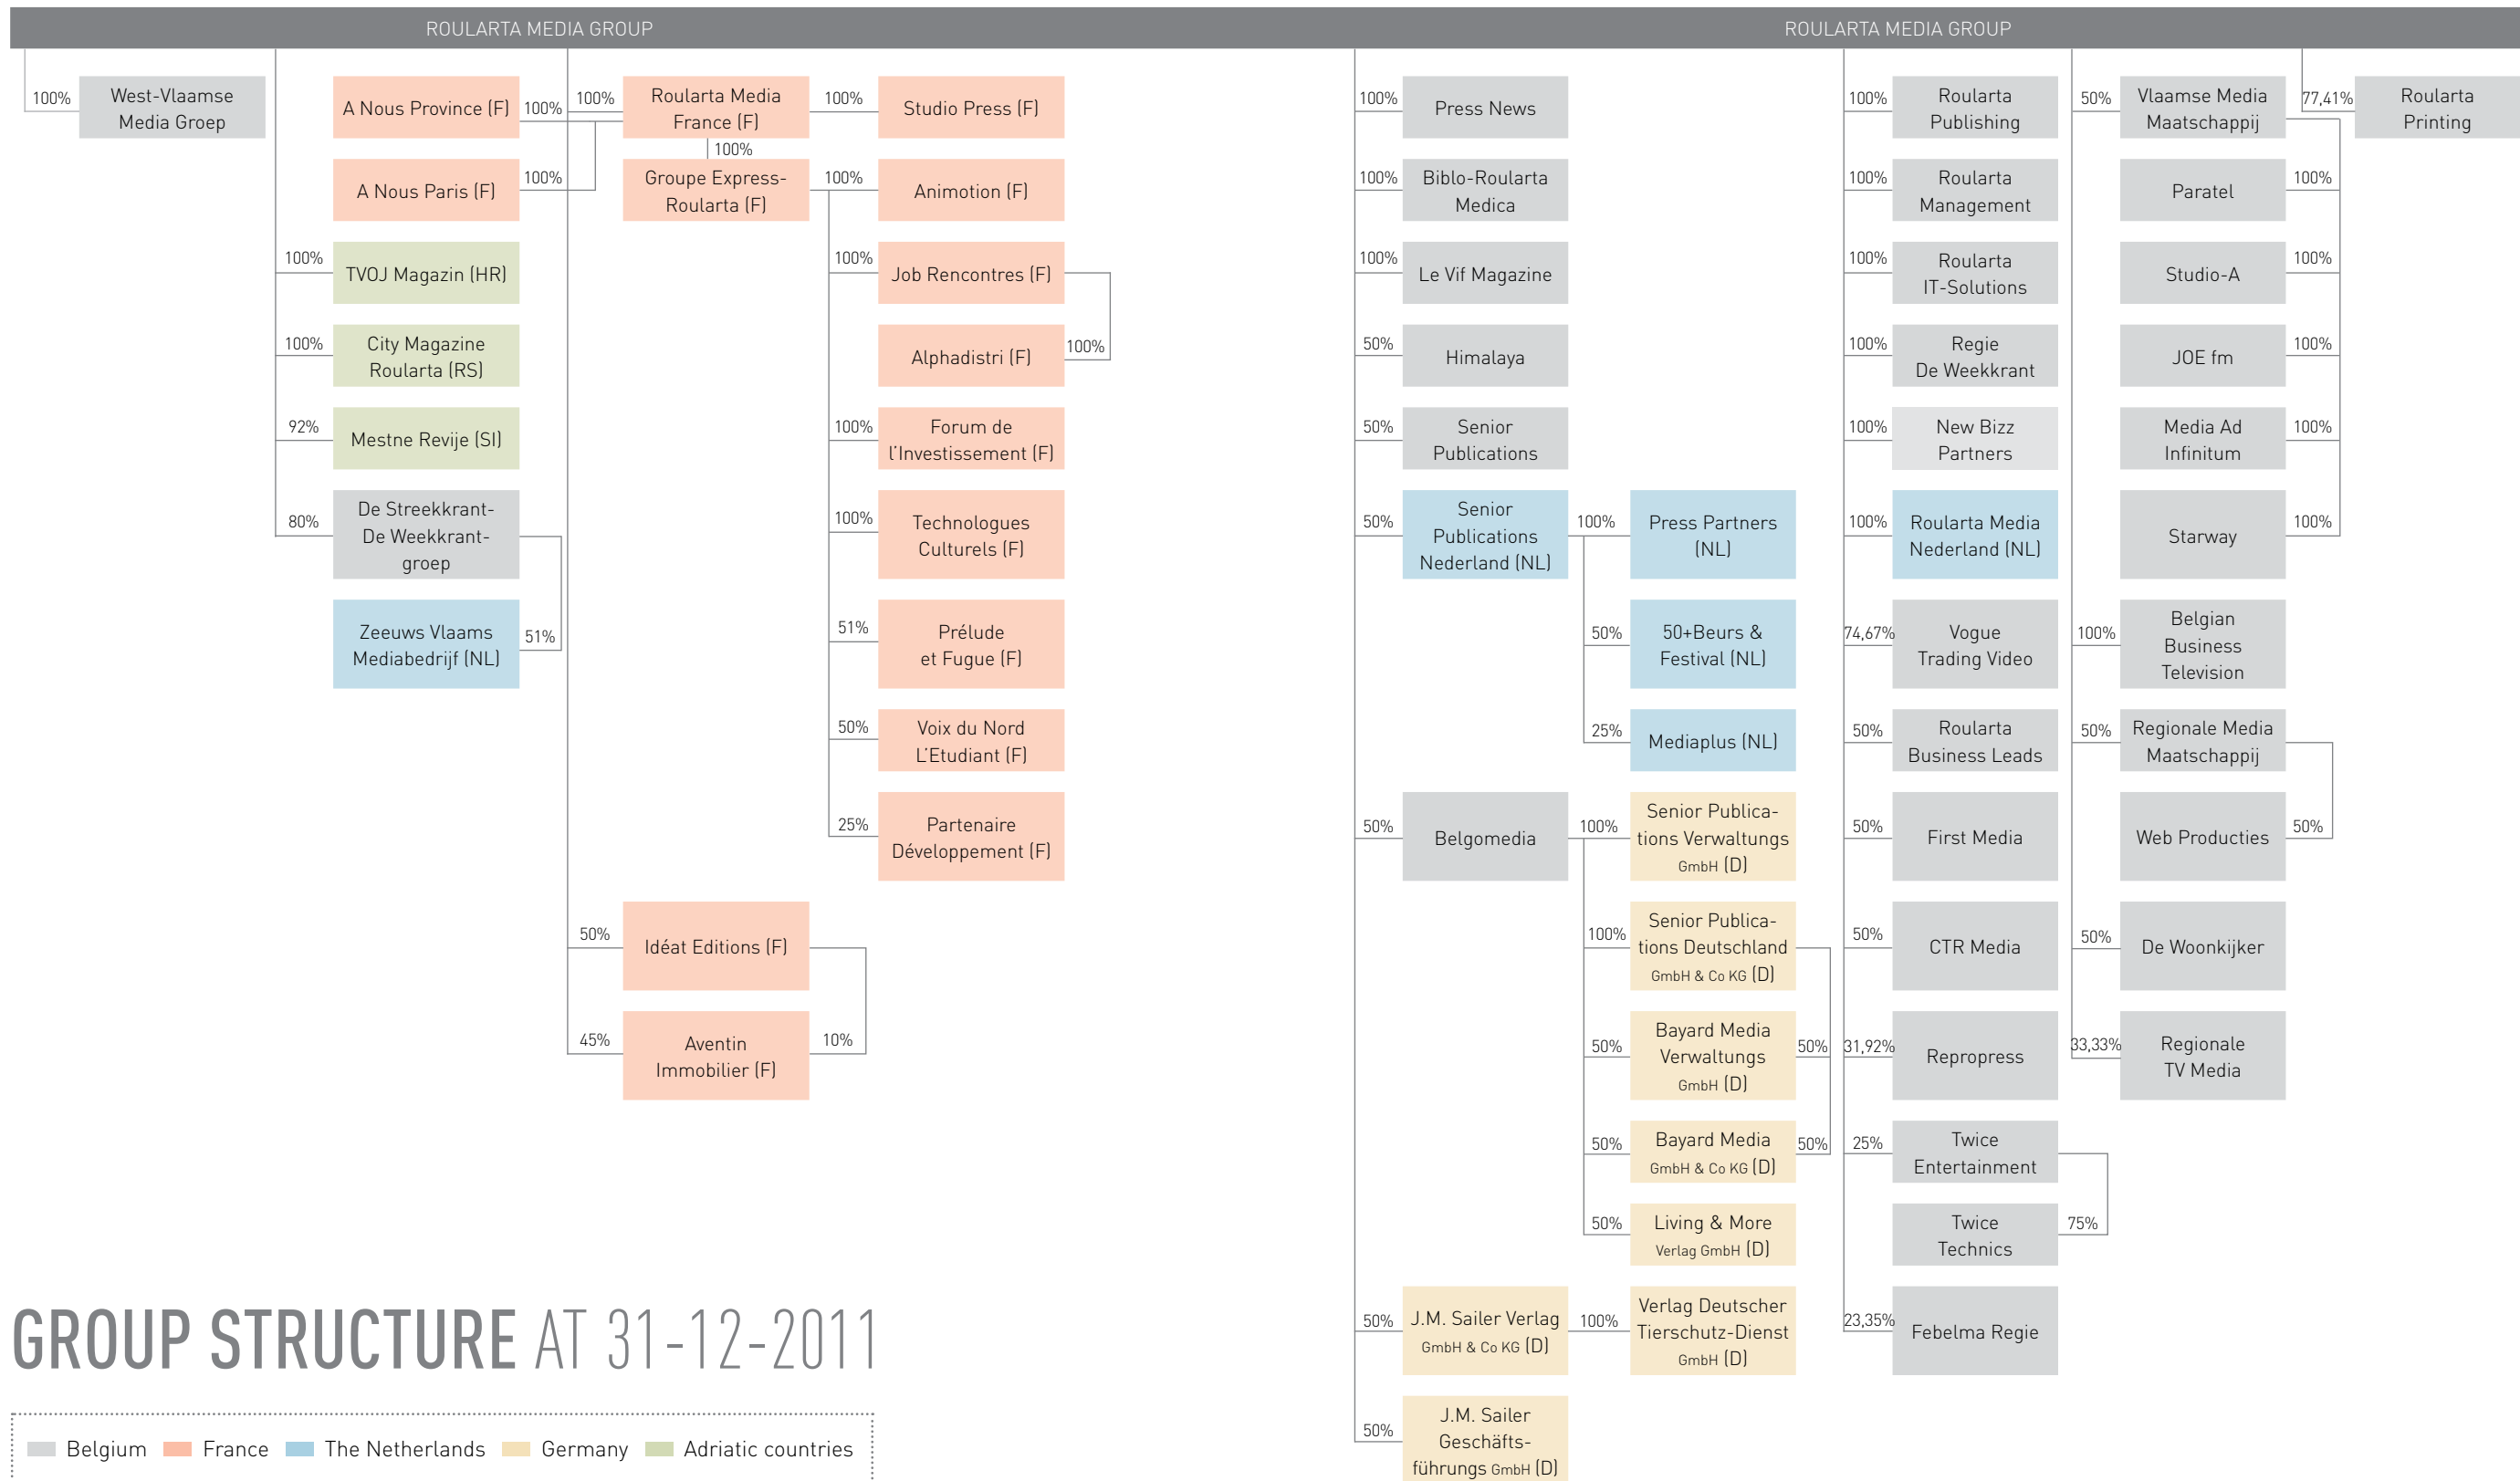 ROULARTA MEDIA GROUP
100%
West-Vlaamse
Media Groep
A Nous Province (F)
100%
A Nous Paris (F)
100%
100%
TVOJ Magazin (HR)
100%
City Magazine
Roularta (RS)
92%
Mestne Revije (SI)
80%
De Streekkrant-
De Weekkrant-
groep
Zeeuws Vlaams
Mediabedrijf (NL)
51%
100%
Roularta Media
France (F)
100%
Studio Press (F)
100%
Groupe Express-
Roularta (F)
100%
Animotion (F)
100%
Job Rencontres (F)
Alphadistri (F)
100%
100%
Forum de
l'Investissement (F)
100%
Technologues
Culturels (F)
51%
Prélude
et Fugue (F)
50%
Voix du Nord
L'Etudiant (F)
25%
Partenaire
Développement (F)
50%
Idéat Editions (F)
45%
Aventin
Immobilier (F)
10%
ROULARTA MEDIA GROUP
100%
Press News
100%
Biblo-Roularta
Medica
100%
Le Vif Magazine
50%
Himalaya
50%
Senior
Publications
50%
Senior
Publications
Nederland (NL)
100%
Press Partners
(NL)
50%
50+Beurs &
Festival (NL)
25%
Mediaplus (NL)
50%
Belgomedia
100%
Senior Publica-
tions Verwaltungs
GmbH (D)
100%
Senior Publica-
tions Deutschland
GmbH & Co KG (D)
50%
Bayard Media
Verwaltungs
GmbH (D)
50%
50%
Bayard Media
GmbH & Co KG (D)
50%
50%
Living & More
Verlag GmbH (D)
50%
J.M. Sailer Verlag
GmbH & Co KG (D)
100%
Verlag Deutscher
Tierschutz-Dienst
GmbH (D)
50%
J.M. Sailer
Geschäfts-
führungs GmbH (D)
100%
Roularta
Publishing
100%
Roularta
Management
100%
Roularta
IT-Solutions
100%
Regie
De Weekkrant
100%
New Bizz
Partners
100%
Roularta Media
Nederland (NL)
74,67%
Vogue
Trading Video
50%
Roularta
Business Leads
50%
First Media
50%
CTR Media
31,92%
Repropress
25%
Twice
Entertainment
Twice
Technics
75%
23,35%
Febelma Regie
50%
Vlaamse Media
Maatschappij
Paratel
100%
Studio-A
100%
JOE fm
100%
Media Ad
Infinitum
100%
Starway
100%
100%
Belgian
Business
Television
50%
Regionale Media
Maatschappij
Web Producties
50%
50%
De Woonkijker
33,33%
Regionale
TV Media
77,41%
Roularta
Printing
GROUP STRUCTURE AT 31-12-2011
Belgium
France
The Netherlands
Germany
Adriatic countries